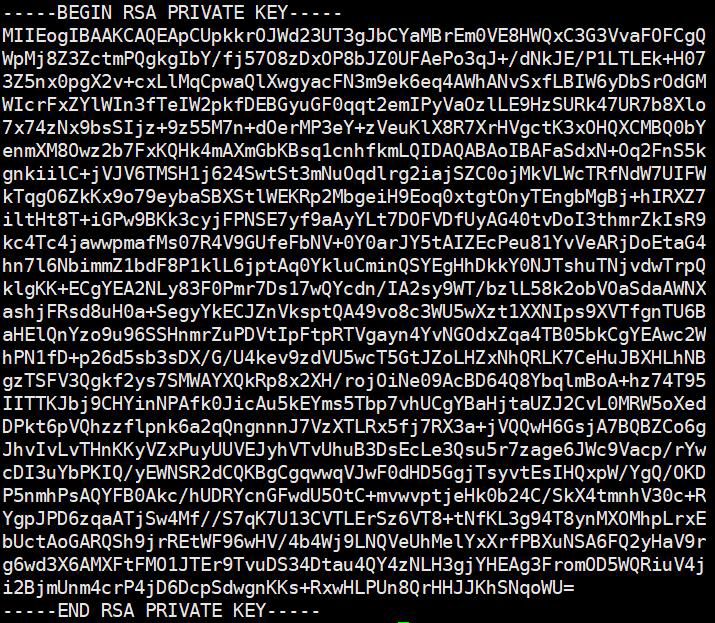 -----BEGIN RSA PRIVATE KEY-----
MIIEogIBAAKCAQEApCUpkkrOJWd23UT3gJbCYaMBrEm0VE8HWQxC3G3VvaFOFCgQ
WpMj8Z3ZctmPQgkgIbY/fj57O8zDxOP8bJZ0UFAePo3qJ+/dNkJE/P1LTLEk+H07
3Z5nx0pgX2v+cxLlMqCpwaQlXwgyacFN3m9ek6eq4AWhANvSxfLBIW6yDbSrOdGM
WIcrFxZYlWIn3fTeIW2pkfDEBGyuGF0qqt2emIPyVaOzlLE9HzSURk47UR7b8Xlo
7x74zNx9bsSIjz+9z55M7n+dOerMP3eY+zVeuKlX8R7XrHVgctK3xOHQXCMBQ0bY
enmXM8Owz2b7FxKQHk4mAXmGbKBsq1cnhfkmLQIDAQABAoIBAFaSdxN+Oq2FnS5k
gnkiilC+jVJV6TMSH1j624SwtSt3mNuOqdlrg2iajSZC0ojMkVLWcTRfNdW7UIFW
kTqgO6ZkKx9o79eybaSBXStlWEKRp2MbgeiH9Eoq0xtgtOnyTEngbMgBj+hIRXZ7
iltHt8T+iGPw9BKk3cyjFPNSE7yf9aAyYLt7DOFVDfUyAG40tvDoI3thmrZkIsR9
kc4Tc4jawwpmafMs07R4V9GUfeFbNV+0Y0arJY5tAIZEcPeu81YvVeARjDoEtaG4
hn7l6NbimmZ1bdF8P1klL6jptAq0YkluCminQSYEgHhDkkY0NJTshuTNjvdwTrpQ
klgKK+ECgYEA2NLy83F0Pmr7Ds17wQYcdn/IA2sy9WT/bzlL58k2obVOaSdaAWNX
ashjFRsd8uH0a+SegyYkECJZnVksptQA49vo8c3WU5wXzt1XXNIps9XVTfgnTU6B
aHElQnYzo9u96SSHnmrZuPDVtIpFtpRTVgayn4YvNGOdxZqa4TB05bkCgYEAwc2W
hPN1fD+p26d5sb3sDX/G/U4kev9zdVU5wcT5GtJZoLHZxNhQRLK7CeHuJBXHLhNB
gzTSFV3Qgkf2ys7SMWAYXQkRp8x2XH/rojOiNe09AcBD64Q8YbqlmBoA+hz74T95
IITTKJbj9CHYinNPAfk0JicAu5kEYms5Tbp7vhUCgYBaHjtaUZJ2CvL0MRW5oXed
DPkt6pVQhzzflpnk6a2qQngnnnJ7VzXTLRx5fj7RX3a+jVQQwH6GsjA7BQBZCo6g
JhvIvLvTHnKKyVZxPuyUUVEJyhVTvUhuB3DsEcLe3Qsu5r7zage6JWc9Vacp/rYw
cDI3uYbPKIQ/yEWNSR2dCQKBgCgqwwqVJwF0dHD5GgjTsyvtEsIHQxpW/YgQ/OKD
P5nmhPsAQYFB0Akc/hUDRYcnGFwdU5OtC+mvwvptjeHk0b24C/SkX4tmnhV30c+R
YgpJPD6zqaATjSw4Mf//S7qK7U13CVTLErSz6VT8+tNfKL3g94T8ynMXOMhpLrxE
bUctAoGARQSh9jrREtWF96wHV/4b4Wj9LNQVeUhMelYxXrfPBXuNSA6FQ2yHaV9r
g6wd3X6AMXFtFMO1JTEr9TvuDS34Dtau4QY4zNLH3gjYHEAg3FromOD5WQRiuV4j
i2BjmUnm4crP4jD6DcpSdwgnKKs+RxwHLPUn8QrHHJJKhSNqoWU=
-----END RSA PRIVATE KEY-----